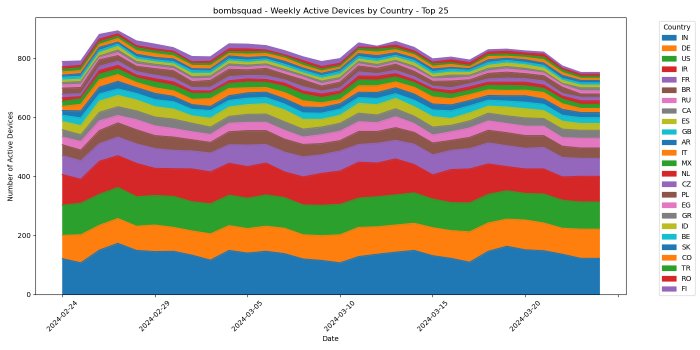 bombsquad - Weekly Active Devices by Country - Top 25
Number of Active Devices
800
600
400
200
0
2024-02-24
2024-02-29
2024-03-05
2024-03-10
2024-03-15
2024-03-20
Date
Country
IN
DE
US
IR
FR
BR
RU
CA
ES
GB
AR
IT
MX
NL
CZ
PL
EG
GR
ID
BE
SK
CO
TR
RO
FI